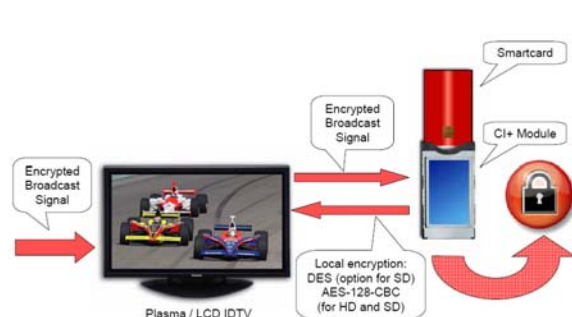 Smartcard
Encrypted
Broadcast
Signal
CI+ Module
Encrypted
Broadcast
Signal
Local encryption:
DES (option for SD)
AES-128-CBC
(for HD and SD)
Plasma / LCD IDTV